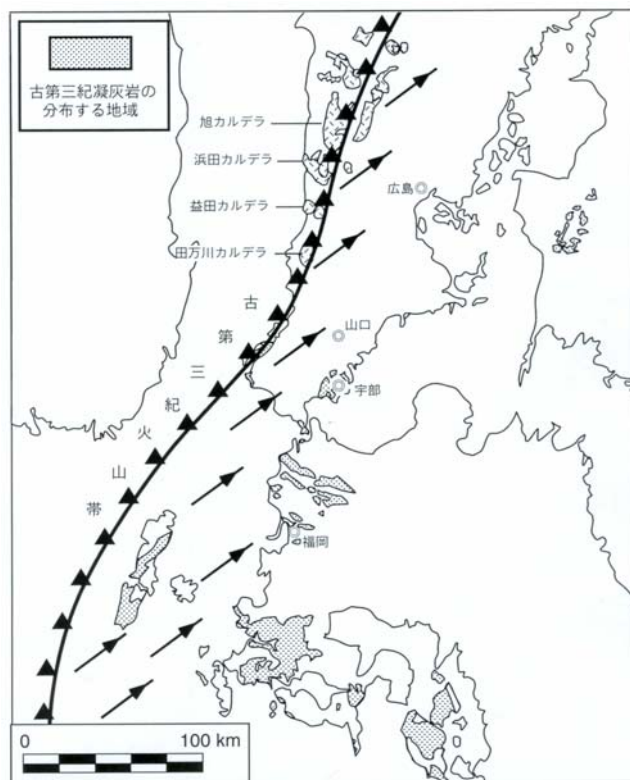 古第三紀凝灰岩の
分布する地域
旭カルデラ
浜田カルデラ
益田カルデラ
田万川カルデラ
広島
山口
宇部
福岡
古第三紀火山帯
0 100 km